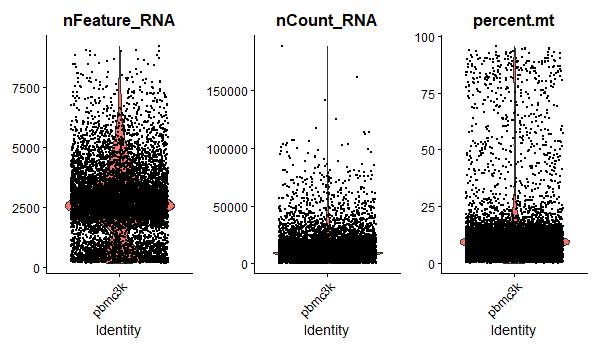 nFeature_RNA
7500
5000
2500
0
pbmc3k
Identity
nCount_RNA
150000
100000
50000
0
pbmc3k
Identity
percent.mt
100
75
50
25
0
pbmc3k
Identity